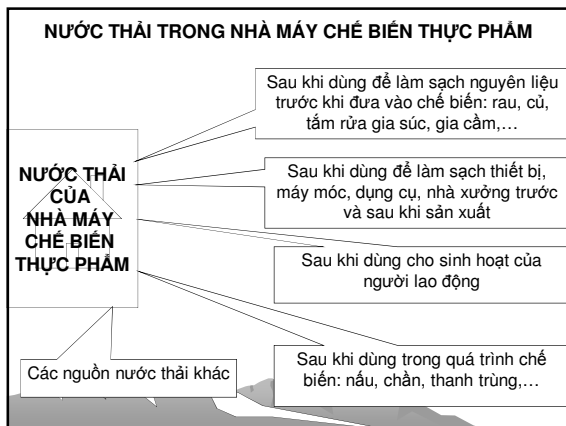 NƯỚC THẢI TRONG NHÀ MÁY CHẾ BIẾN THỰC PHẨM
Sau khi dùng để làm sạch nguyên liệu
trước khi đưa vào chế biến: rau, củ,
tắm rửa gia súc, gia cầm,…
NƯỚC THẢI
CỦA
NHÀ MÁY
CHẾ BIẾN
THỰC PHẨM
Sau khi dùng để làm sạch thiết bị,
máy móc, dụng cụ, nhà xưởng trước
và sau khi sản xuất
Sau khi dùng cho sinh hoạt của
người lao động
Sau khi dùng trong quá trình chế
biến: nấu, chần, thanh trùng,…
Các nguồn nước thải khác